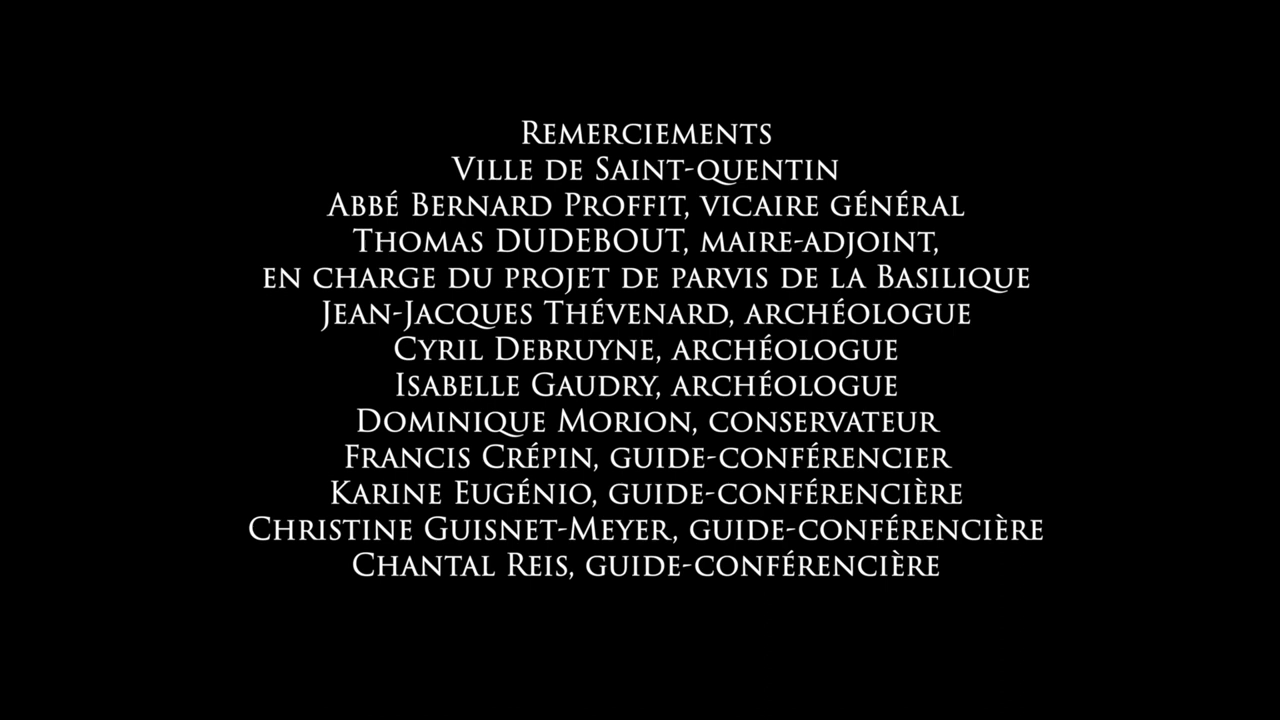 Remerciements
Ville de Saint-quentin
Abbé Bernard Proffit, vicaire général
Thomas DUDEBOUT, maire-adjoint,
en charge du projet de parvis de la Basilique
Jean-Jacques Thévenard, archéologue
Cyril Debruyne, archéologue
Isabelle Gaudry, archéologue
Dominique Morion, conservateur
Francis Crépin, guide-conférencier
Karine Eugénio, guide-conférencière
Christine Guisnet-Meyer, guide-conférencière
Chantal Reis, guide-conférencière